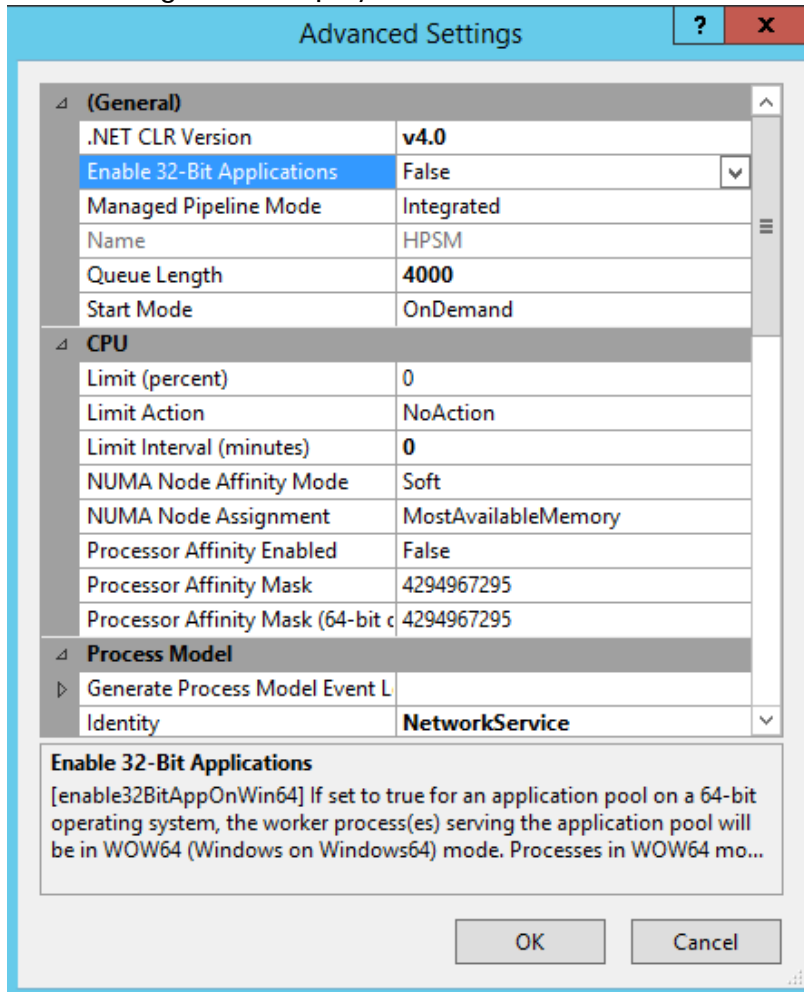 Advanced Settings
?
x
(General)
.NET CLR Version v4.0
Enable 32-Bit Applications False
Managed Pipeline Mode Integrated
Name HPSM
Queue Length 4000
Start Mode OnDemand
CPU
Limit (percent) 0
Limit Action NoAction
Limit Interval (minutes) 0
NUMA Node Affinity Mode Soft
NUMA Node Assignment MostAvailableMemory
Processor Affinity Enabled False
Processor Affinity Mask 4294967295
Processor Affinity Mask (64-bit 4294967295
Process Model
Generate Process Model Event
Identity NetworkService
Enable 32-Bit Applications
[enable32BitAppOnWin64] If set to true for an application pool on a 64-bit
operating system, the worker process(es) serving the application pool will
be in WOW64 (Windows on Windows64) mode. Processes in WOW64 mo...
OK Cancel